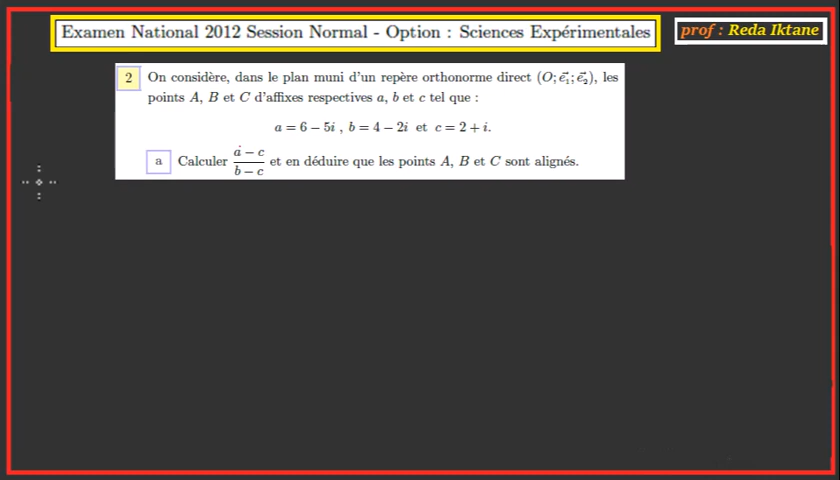 Examen National 2012 Session Normal - Option : Sciences Expérimentales
prof : Reda Iktane
2 On considère, dans le plan muni d'un repère orthonorme direct (O; e⃗₁; e⃗₂), les
points A, B et C d'affixes respectives a, b et c tel que :
a = 6 − 5i , b = 4 − 2i et c = 2 + i.
a Calculer (a − c)/(b − c) et en déduire que les points A, B et C sont alignés.